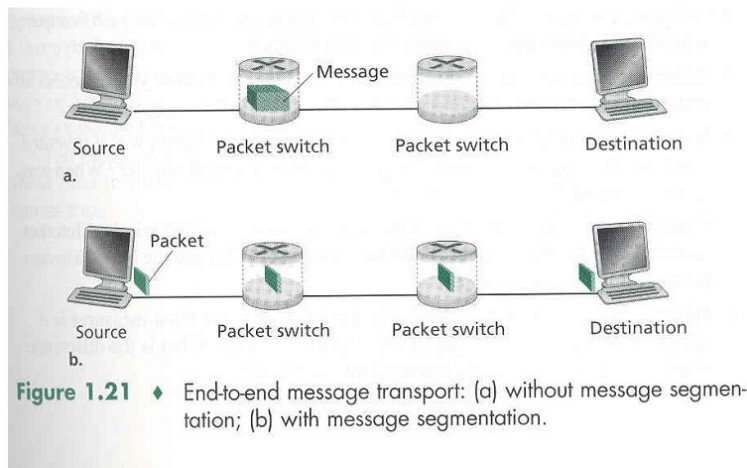 Message
Source
Packet switch
Packet switch
Destination
a.
Packet
Source
Packet switch
Packet switch
Destination
b.
Figure 1.21 ♦ End-to-end message transport: (a) without message segmen-
tation; (b) with message segmentation.